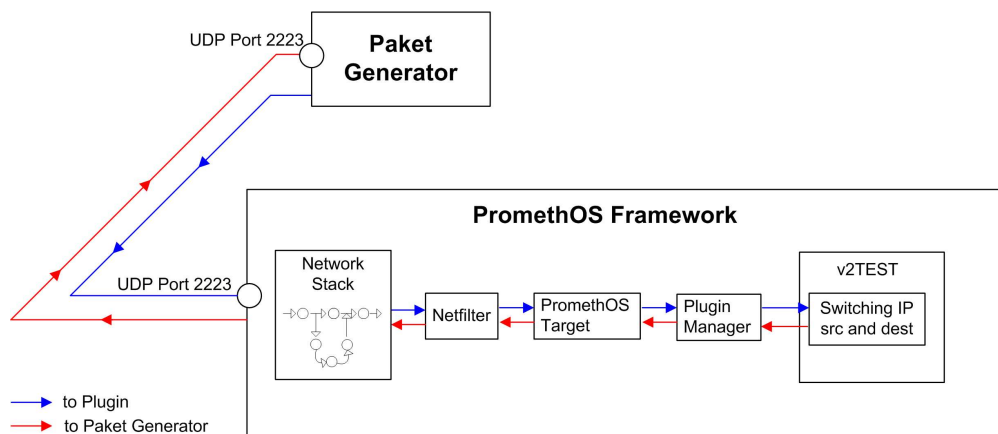 UDP Port 2223
Paket
Generator
PromethOS Framework
UDP Port 2223
Network
Stack
Netfilter
PromethOS
Target
Plugin
Manager
v2TEST
Switching IP
src and dest
to Plugin
to Paket Generator